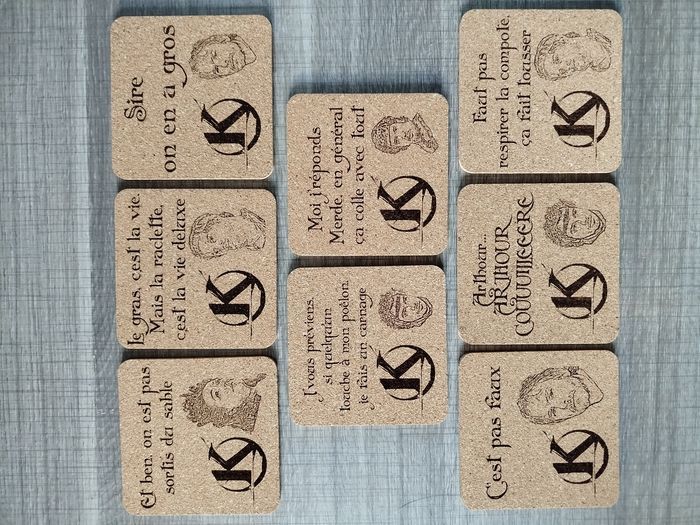 Et ben, on est pas
sortis du sable
K
Le gras, c'est la vie.
Mais la raclette,
c'est la vie deluxe
K
Sire
on en a gros
K
J'vous préviens,
si quelqu'un
touche à mon poêlon,
je fais un carnage
K
Moi j'réponds
Merde, en général
ça colle avec tout
K
C'est pas faux
K
Arthour...
ARTHOUR
COUUUILLEEERE
K
Faut pas
respirer la compote,
ça fait tousser
K